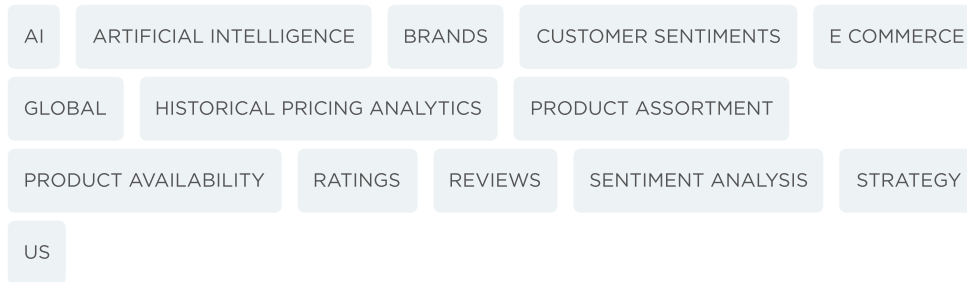 AI ARTIFICIAL INTELLIGENCE BRANDS CUSTOMER SENTIMENTS E COMMERCE
GLOBAL HISTORICAL PRICING ANALYTICS PRODUCT ASSORTMENT
PRODUCT AVAILABILITY RATINGS REVIEWS SENTIMENT ANALYSIS STRATEGY
US